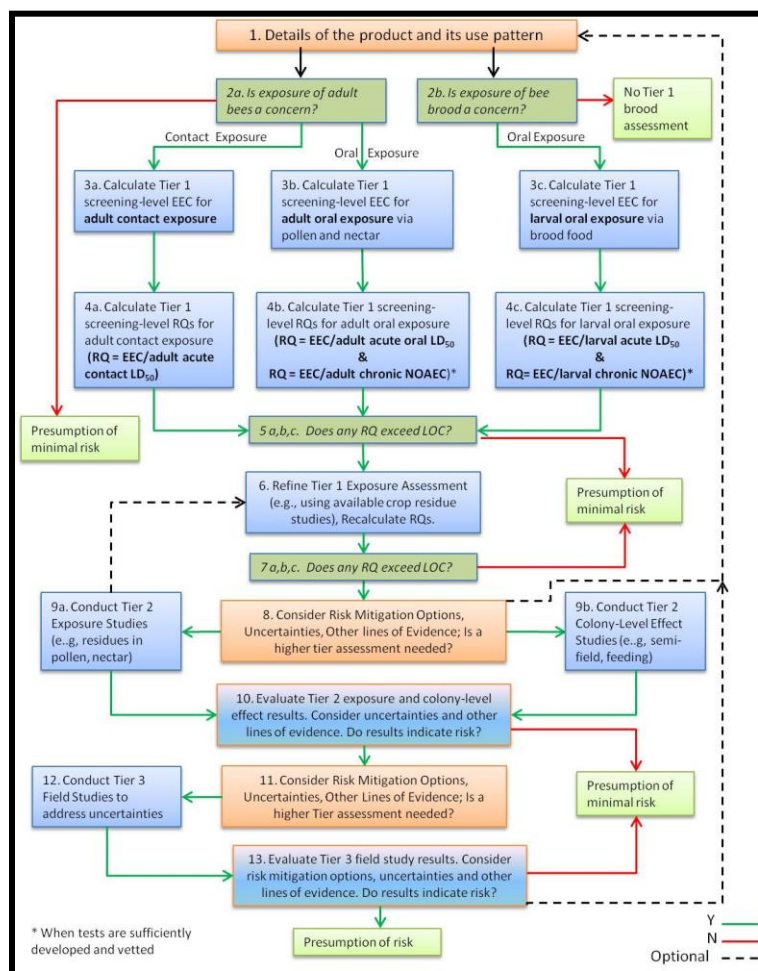 1. Details of the product and its use pattern
2a. Is exposure of adult
bees a concern?
2b. Is exposure of bee
brood a concern?
No Tier 1
brood
assessment
Contact Exposure
Oral Exposure
Oral Exposure
3a. Calculate Tier 1
screening-level EEC for
adult contact exposure
3b. Calculate Tier 1
screening-level EEC for
adult oral exposure via
pollen and nectar
3c. Calculate Tier 1
screening-level EEC for
larval oral exposure via
brood food
4a. Calculate Tier 1
screening-level RQs for
adult contact exposure
(RQ = EEC/adult acute
contact LD50)
4b. Calculate Tier 1 screening-
level RQs for adult oral exposure
(RQ = EEC/adult acute oral LD50
&
RQ = EEC/adult chronic NOAEC)*
4c. Calculate Tier 1 screening-
level RQs for larval oral exposure
(RQ = EEC/larval acute LD50
&
RQ= EEC/larval chronic NOAEC)*
Presumption of
minimal risk
5 a,b,c. Does any RQ exceed LOC?
6. Refine Tier 1 Exposure Assessment
(e.g., using available crop residue
studies), Recalculate RQs.
Presumption of
minimal risk
7 a,b,c. Does any RQ exceed LOC?
9a. Conduct Tier 2
Exposure Studies
(e..g, residues in
pollen, nectar)
8. Consider Risk Mitigation Options,
Uncertainties, Other lines of Evidence; Is a
higher tier assessment needed?
9b. Conduct Tier 2
Colony-Level Effect
Studies (e..g, semi-
field, feeding)
10. Evaluate Tier 2 exposure and colony-level
effect results. Consider uncertainties and other
lines of evidence. Do results indicate risk?
12. Conduct Tier 3
Field Studies to
address uncertainties
11. Consider Risk Mitigation Options,
Uncertainties, Other Lines of Evidence; Is a
higher Tier assessment needed?
Presumption of
minimal risk
13. Evaluate Tier 3 field study results. Consider
risk mitigation options, uncertainties and other
lines of evidence. Do results indicate risk?
* When tests are sufficiently
developed and vetted
Presumption of risk
Y
N
Optional